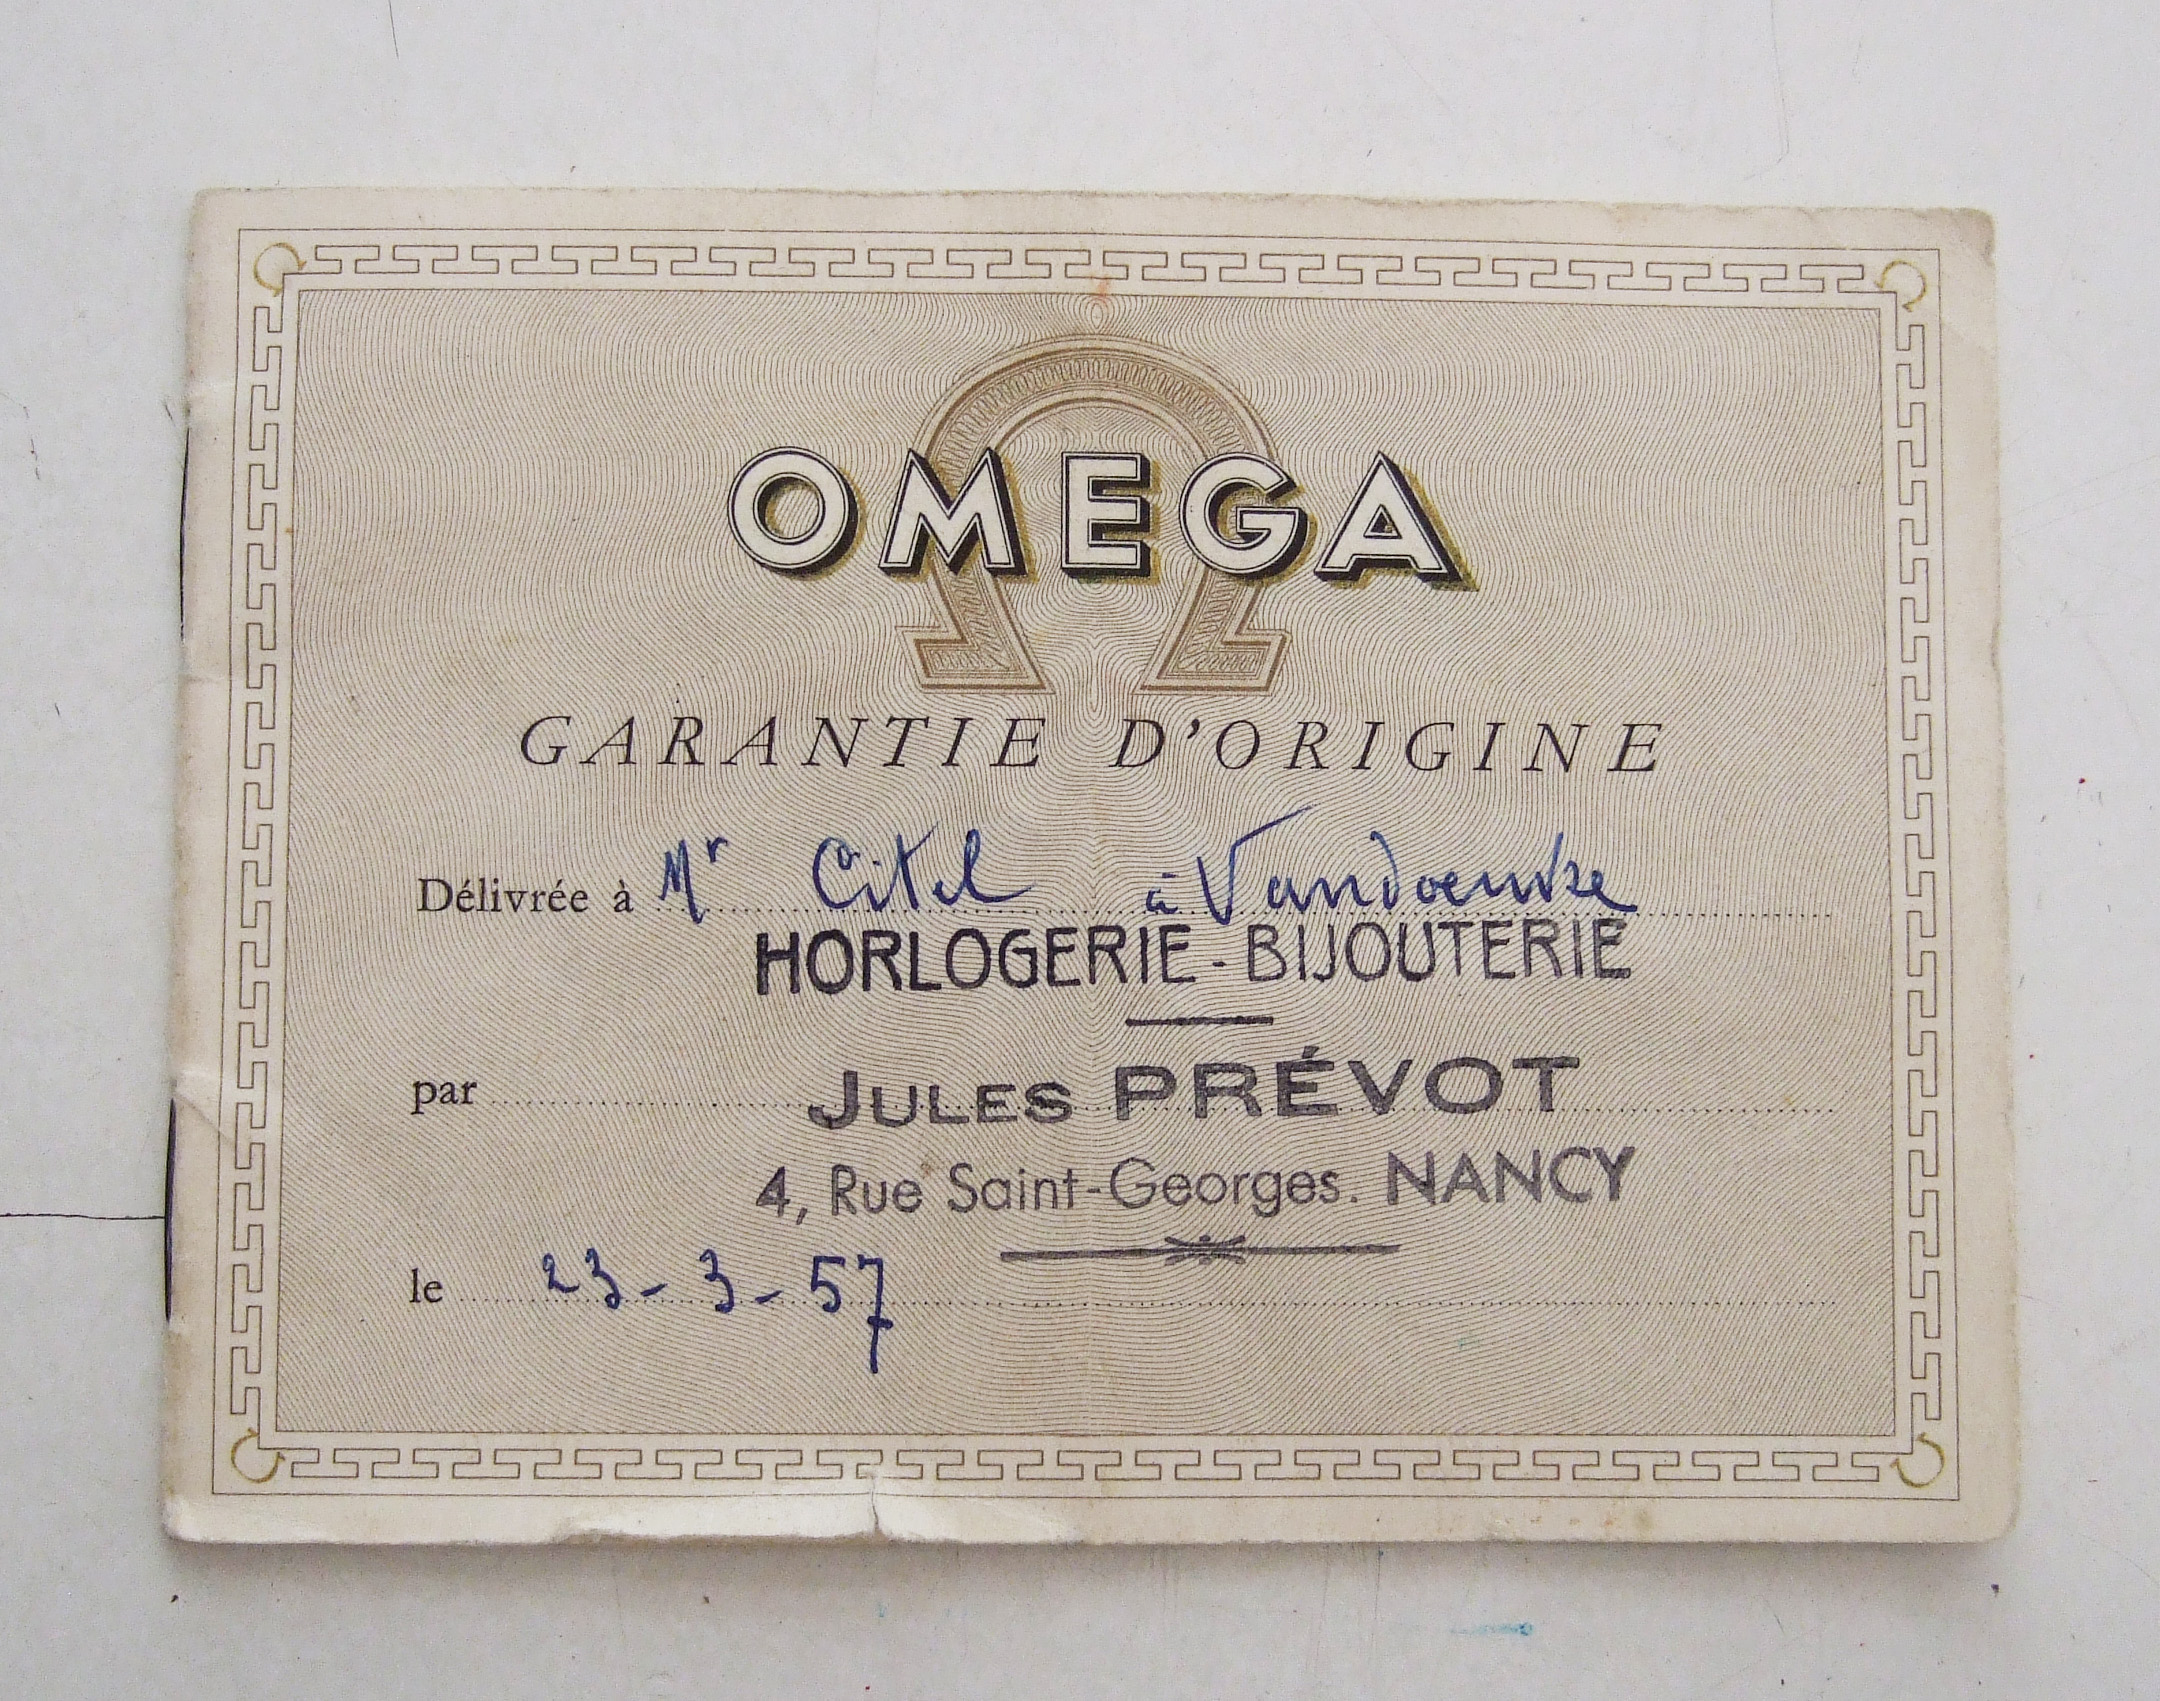 OMEGA
GARANTIE D'ORIGINE
Délivrée à Mr Citel à Vandoeuvre
HORLOGERIE - BIJOUTERIE
par JULES PRÉVOT
4, Rue Saint-Georges. NANCY
le 23-3-57